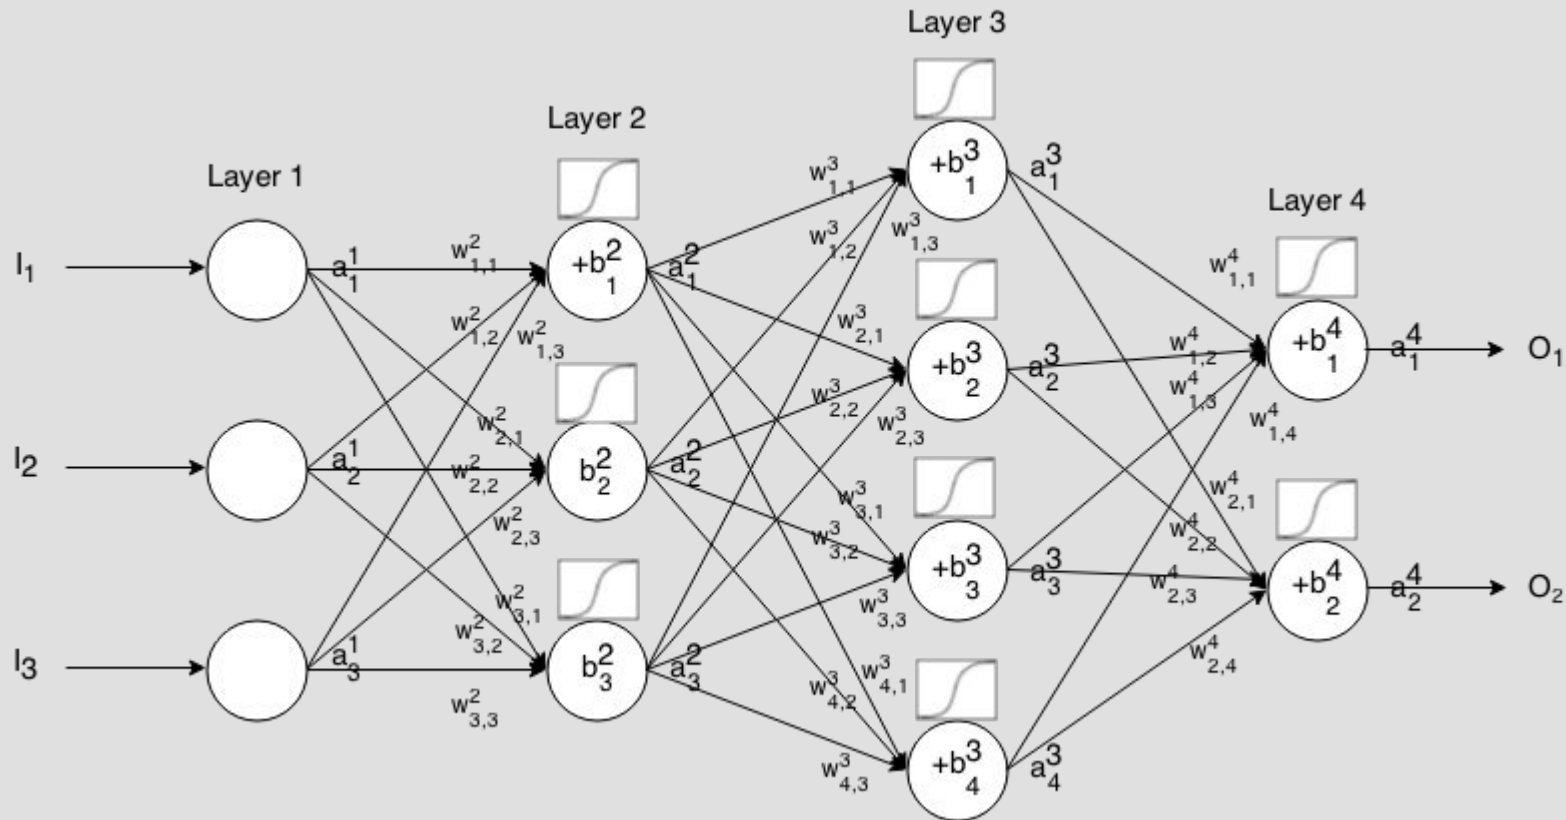 Layer 3
Layer 2
Layer 1
Layer 4
I₁
I₂
I₃
a¹₁
a¹₂
a¹₃
w²₁,₁
w²₁,₂
w²₁,₃
w²₂,₁
w²₂,₂
w²₂,₃
w²₃,₁
w²₃,₂
w²₃,₃
+b²₁
b²₂
b²₃
a²₁
a²₂
a²₃
w³₁,₁
w³₁,₂
w³₁,₃
w³₂,₁
w³₂,₂
w³₂,₃
w³₃,₁
w³₃,₂
w³₃,₃
w³₄,₁
w³₄,₂
w³₄,₃
+b³₁
+b³₂
+b³₃
+b³₄
a³₁
a³₂
a³₃
a³₄
w⁴₁,₁
w⁴₁,₂
w⁴₁,₃
w⁴₁,₄
w⁴₂,₁
w⁴₂,₂
w⁴₂,₃
w⁴₂,₄
+b⁴₁
+b⁴₂
a⁴₁
a⁴₂
O₁
O₂